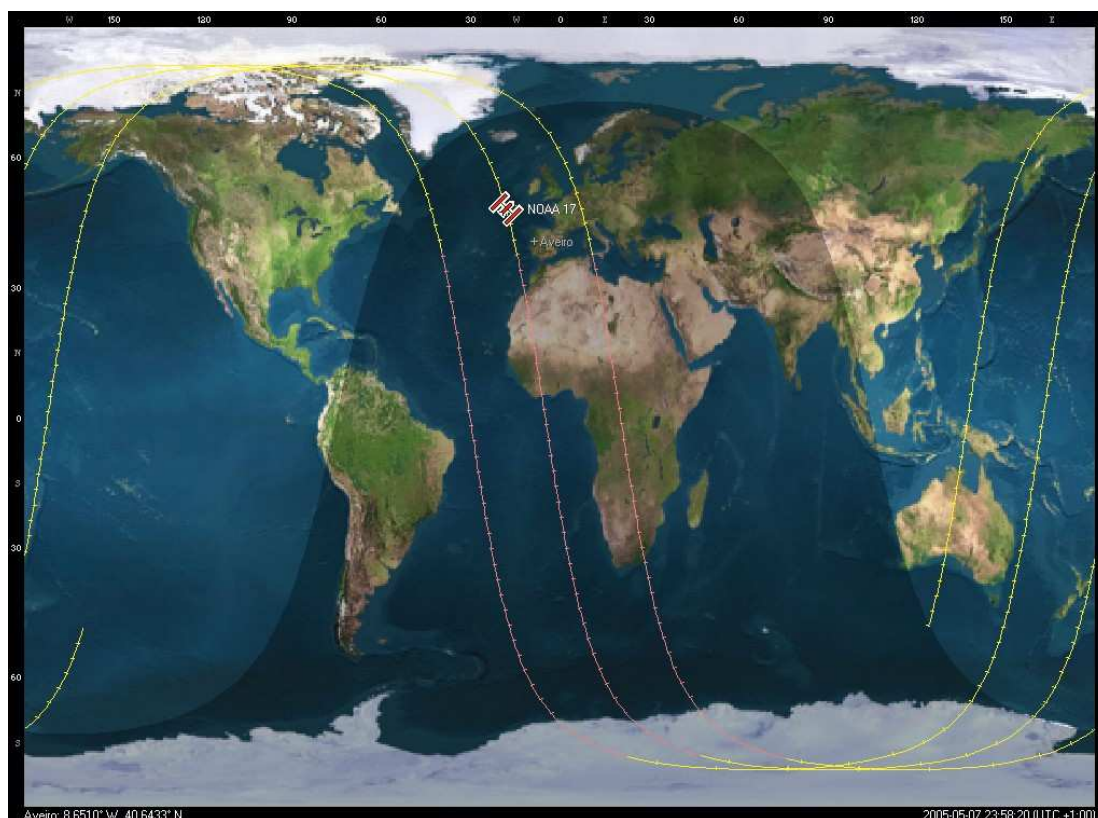 W 150 120 90 60 30 W 0 E 30 60 90 120 150 E
N
60
NOAA 17
Aveiro
30
N
0
S
30
60
S
Aveiro: 8.6510° W, 40.6433° N 2005-05-07 23:58:20 (UTC +1:00)